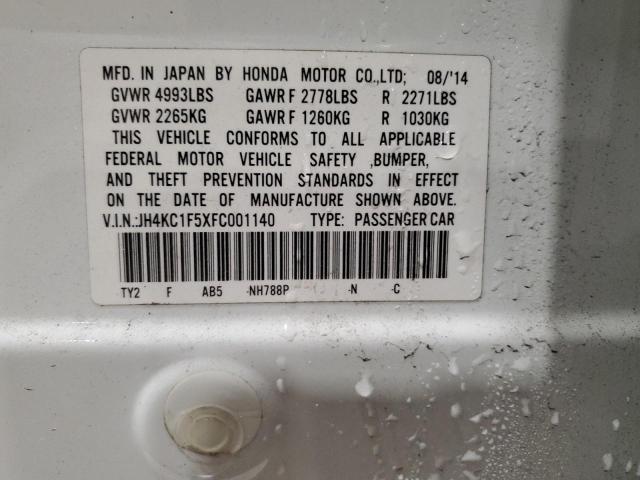 MFD. IN JAPAN BY HONDA MOTOR CO.,LTD; 08/'14
GVWR 4993LBS GAWR F 2778LBS R 2271LBS
GVWR 2265KG GAWR F 1260KG R 1030KG
THIS VEHICLE CONFORMS TO ALL APPLICABLE
FEDERAL MOTOR VEHICLE SAFETY ,BUMPER,
AND THEFT PREVENTION STANDARDS IN EFFECT
ON THE DATE OF MANUFACTURE SHOWN ABOVE.
V.I.N.:JH4KC1F5XFC001140 TYPE: PASSENGER CAR
TY2 F AB5 NH788P N C